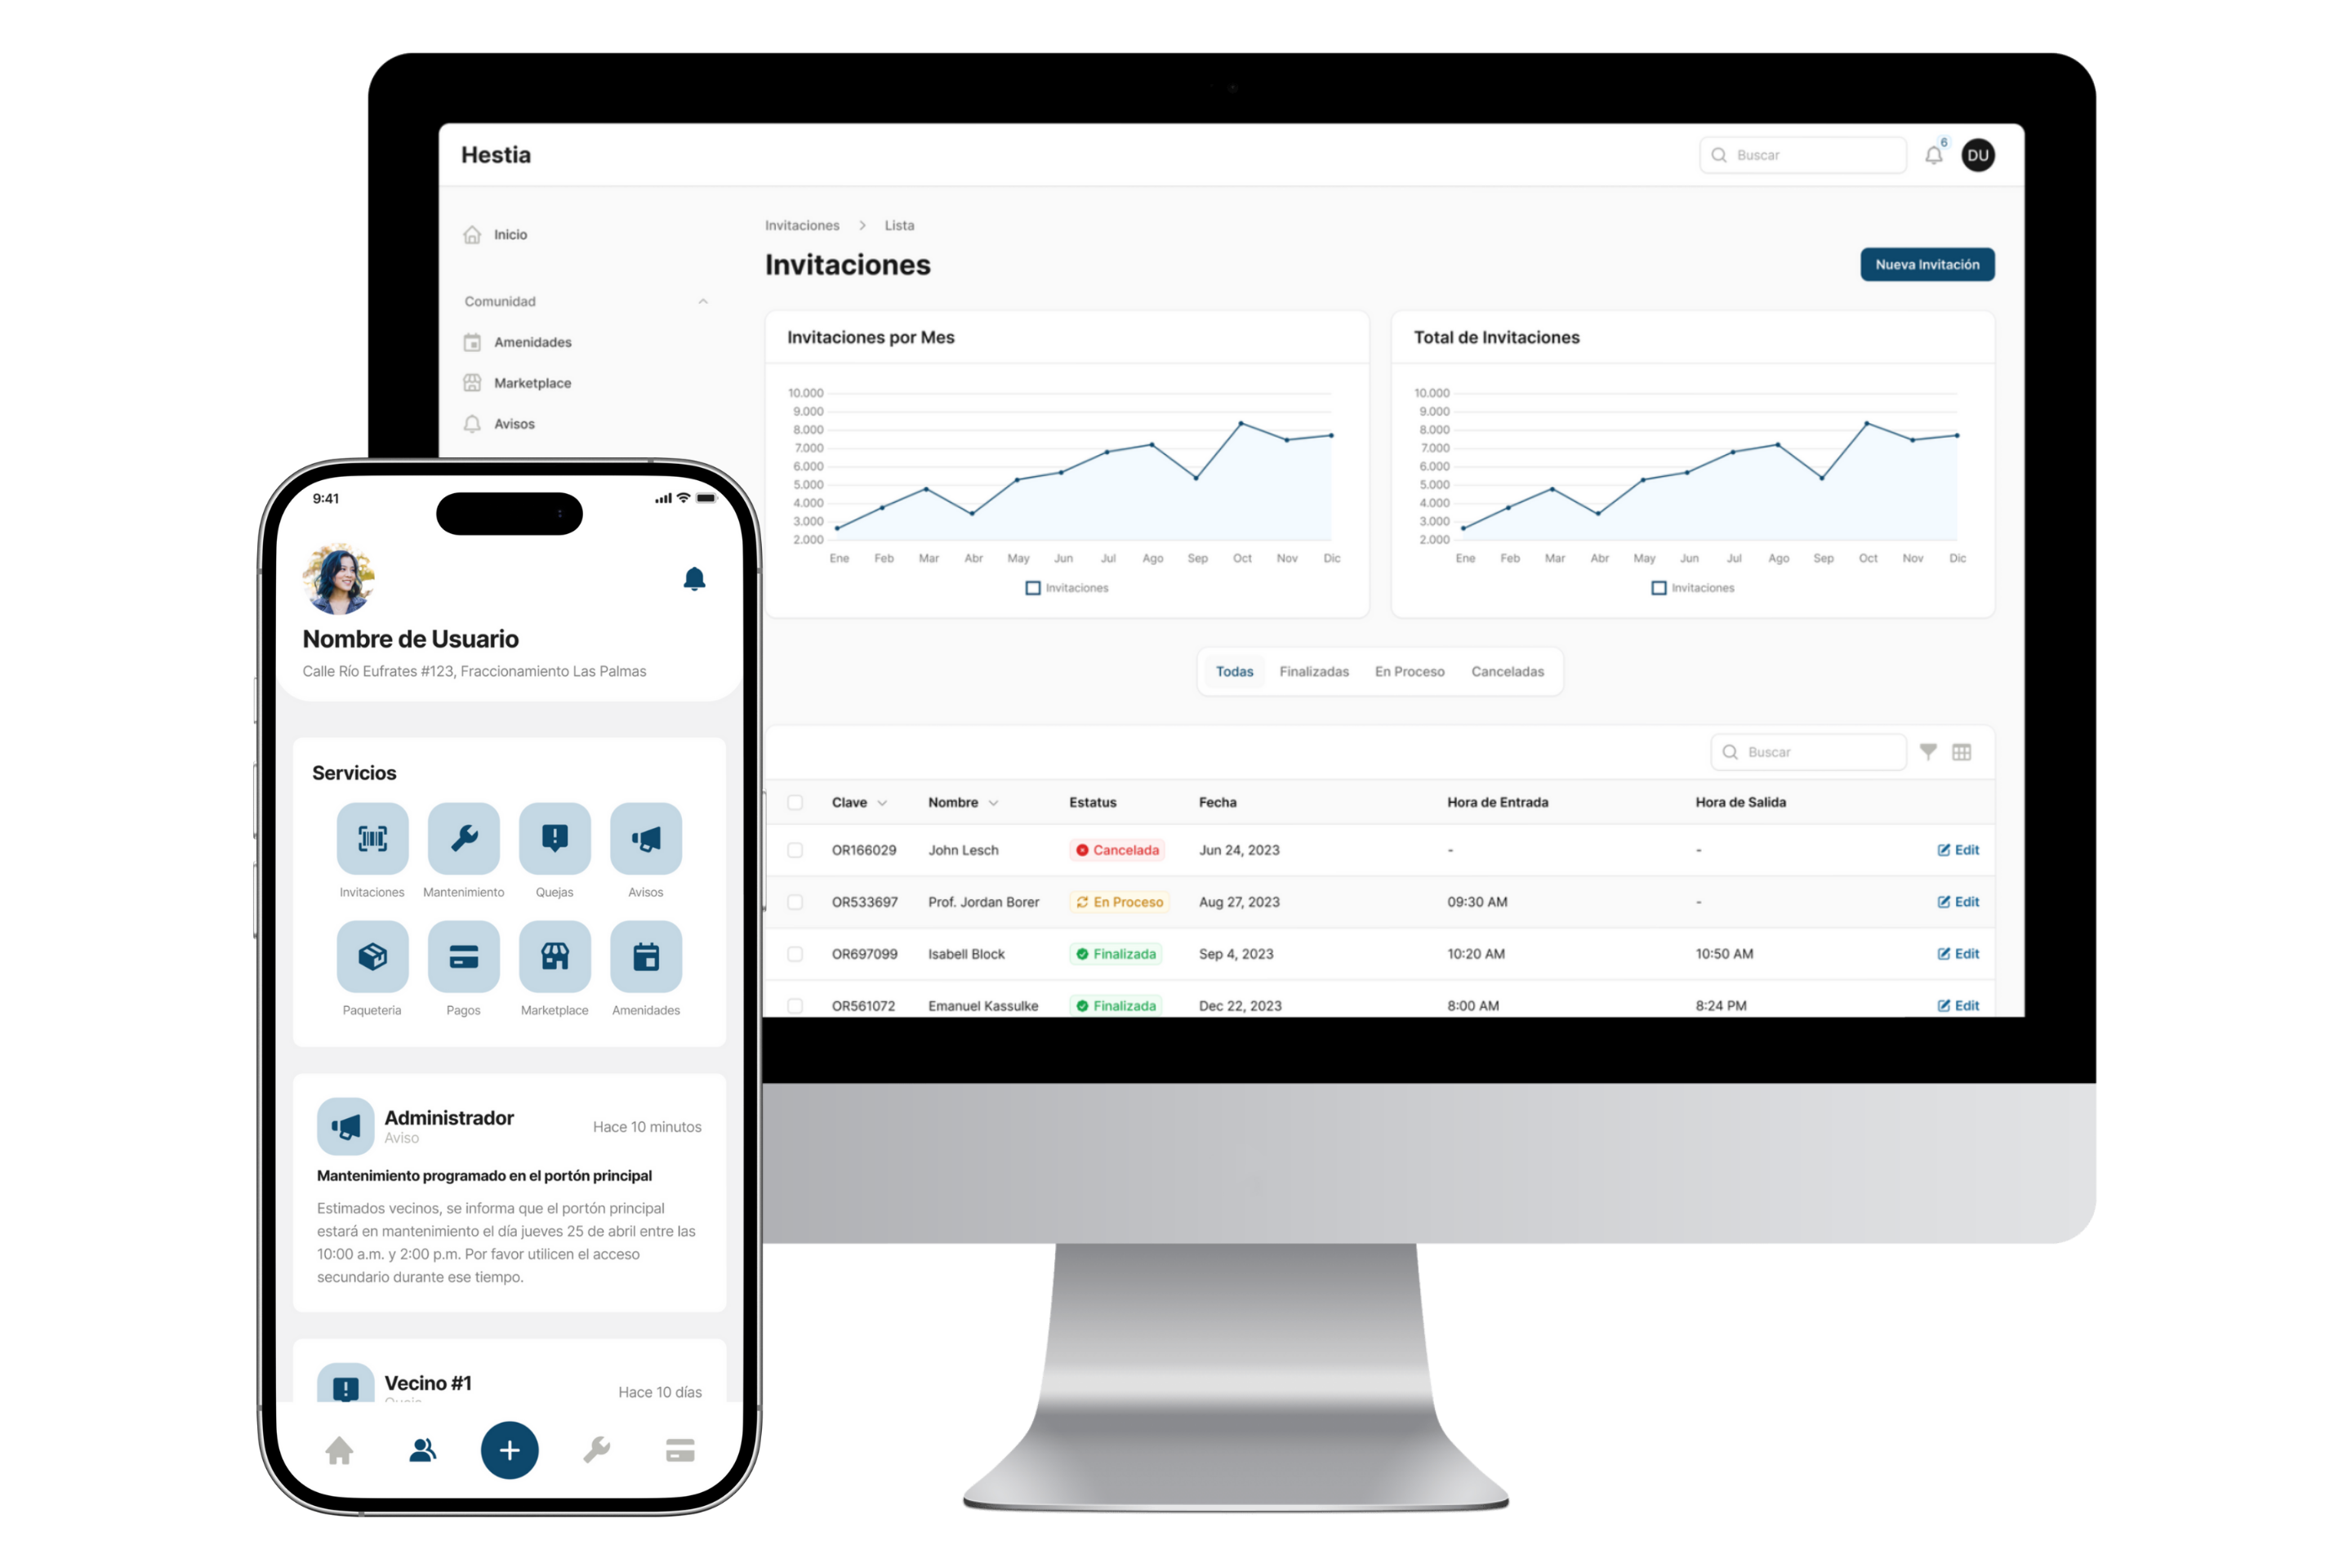 Hestia
Buscar
6
DU
Inicio
Comunidad
Amenidades
Marketplace
Avisos
Invitaciones > Lista
Invitaciones
Nueva Invitación
Invitaciones por Mes
10.000
9.000
8.000
7.000
6.000
5.000
4.000
3.000
2.000
Ene Feb Mar Abr May Jun Jul Ago Sep Oct Nov Dic
Invitaciones
Total de Invitaciones
10.000
9.000
8.000
7.000
6.000
5.000
4.000
3.000
2.000
Ene Feb Mar Abr May Jun Jul Ago Sep Oct Nov Dic
Invitaciones
Todas Finalizadas En Proceso Canceladas
Buscar
Clave Nombre Estatus Fecha Hora de Entrada Hora de Salida
OR166029 John Lesch Cancelada Jun 24, 2023 - - Edit
OR533697 Prof. Jordan Borer En Proceso Aug 27, 2023 09:30 AM - Edit
OR697099 Isabell Block Finalizada Sep 4, 2023 10:20 AM 10:50 AM Edit
OR561072 Emanuel Kassulke Finalizada Dec 22, 2023 8:00 AM 8:24 PM Edit
9:41
Nombre de Usuario
Calle Río Eufrates #123, Fraccionamiento Las Palmas
Servicios
Invitaciones Mantenimiento Quejas Avisos
Paqueteria Pagos Marketplace Amenidades
Administrador
Aviso
Hace 10 minutos
Mantenimiento programado en el portón principal
Estimados vecinos, se informa que el portón principal
estará en mantenimiento el día jueves 25 de abril entre las
10:00 a.m. y 2:00 p.m. Por favor utilicen el acceso
secundario durante ese tiempo.
Vecino #1
Hace 10 días